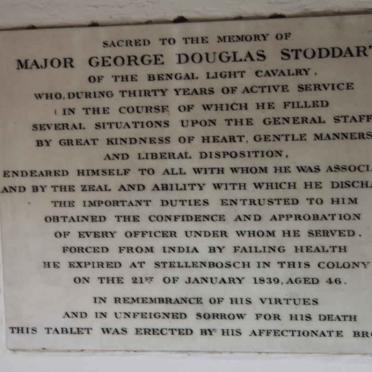 SACRED TO THE MEMORY OF
MAJOR GEORGE DOUGLAS STODDART
OF THE BENGAL LIGHT CAVALRY,
WHO, DURING THIRTY YEARS OF ACTIVE SERVICE
(IN THE COURSE OF WHICH HE FILLED
SEVERAL SITUATIONS UPON THE GENERAL STAFF
BY GREAT KINDNESS OF HEART, GENTLE MANNERS
AND LIBERAL DISPOSITION,
ENDEARED HIMSELF TO ALL WITH WHOM HE WAS ASSOCI
AND BY THE ZEAL AND ABILITY WITH WHICH HE DISCHA
THE IMPORTANT DUTIES ENTRUSTED TO HIM
OBTAINED THE CONFIDENCE AND APPROBATION
OF EVERY OFFICER UNDER WHOM HE SERVED.
FORCED FROM INDIA BY FAILING HEALTH
HE EXPIRED AT STELLENBOSCH IN THIS COLONY
ON THE 21ST OF JANUARY 1839, AGED 46.
IN REMEMBRANCE OF HIS VIRTUES
AND IN UNFEIGNED SORROW FOR HIS DEATH
THIS TABLET WAS ERECTED BY HIS AFFECTIONATE BRO